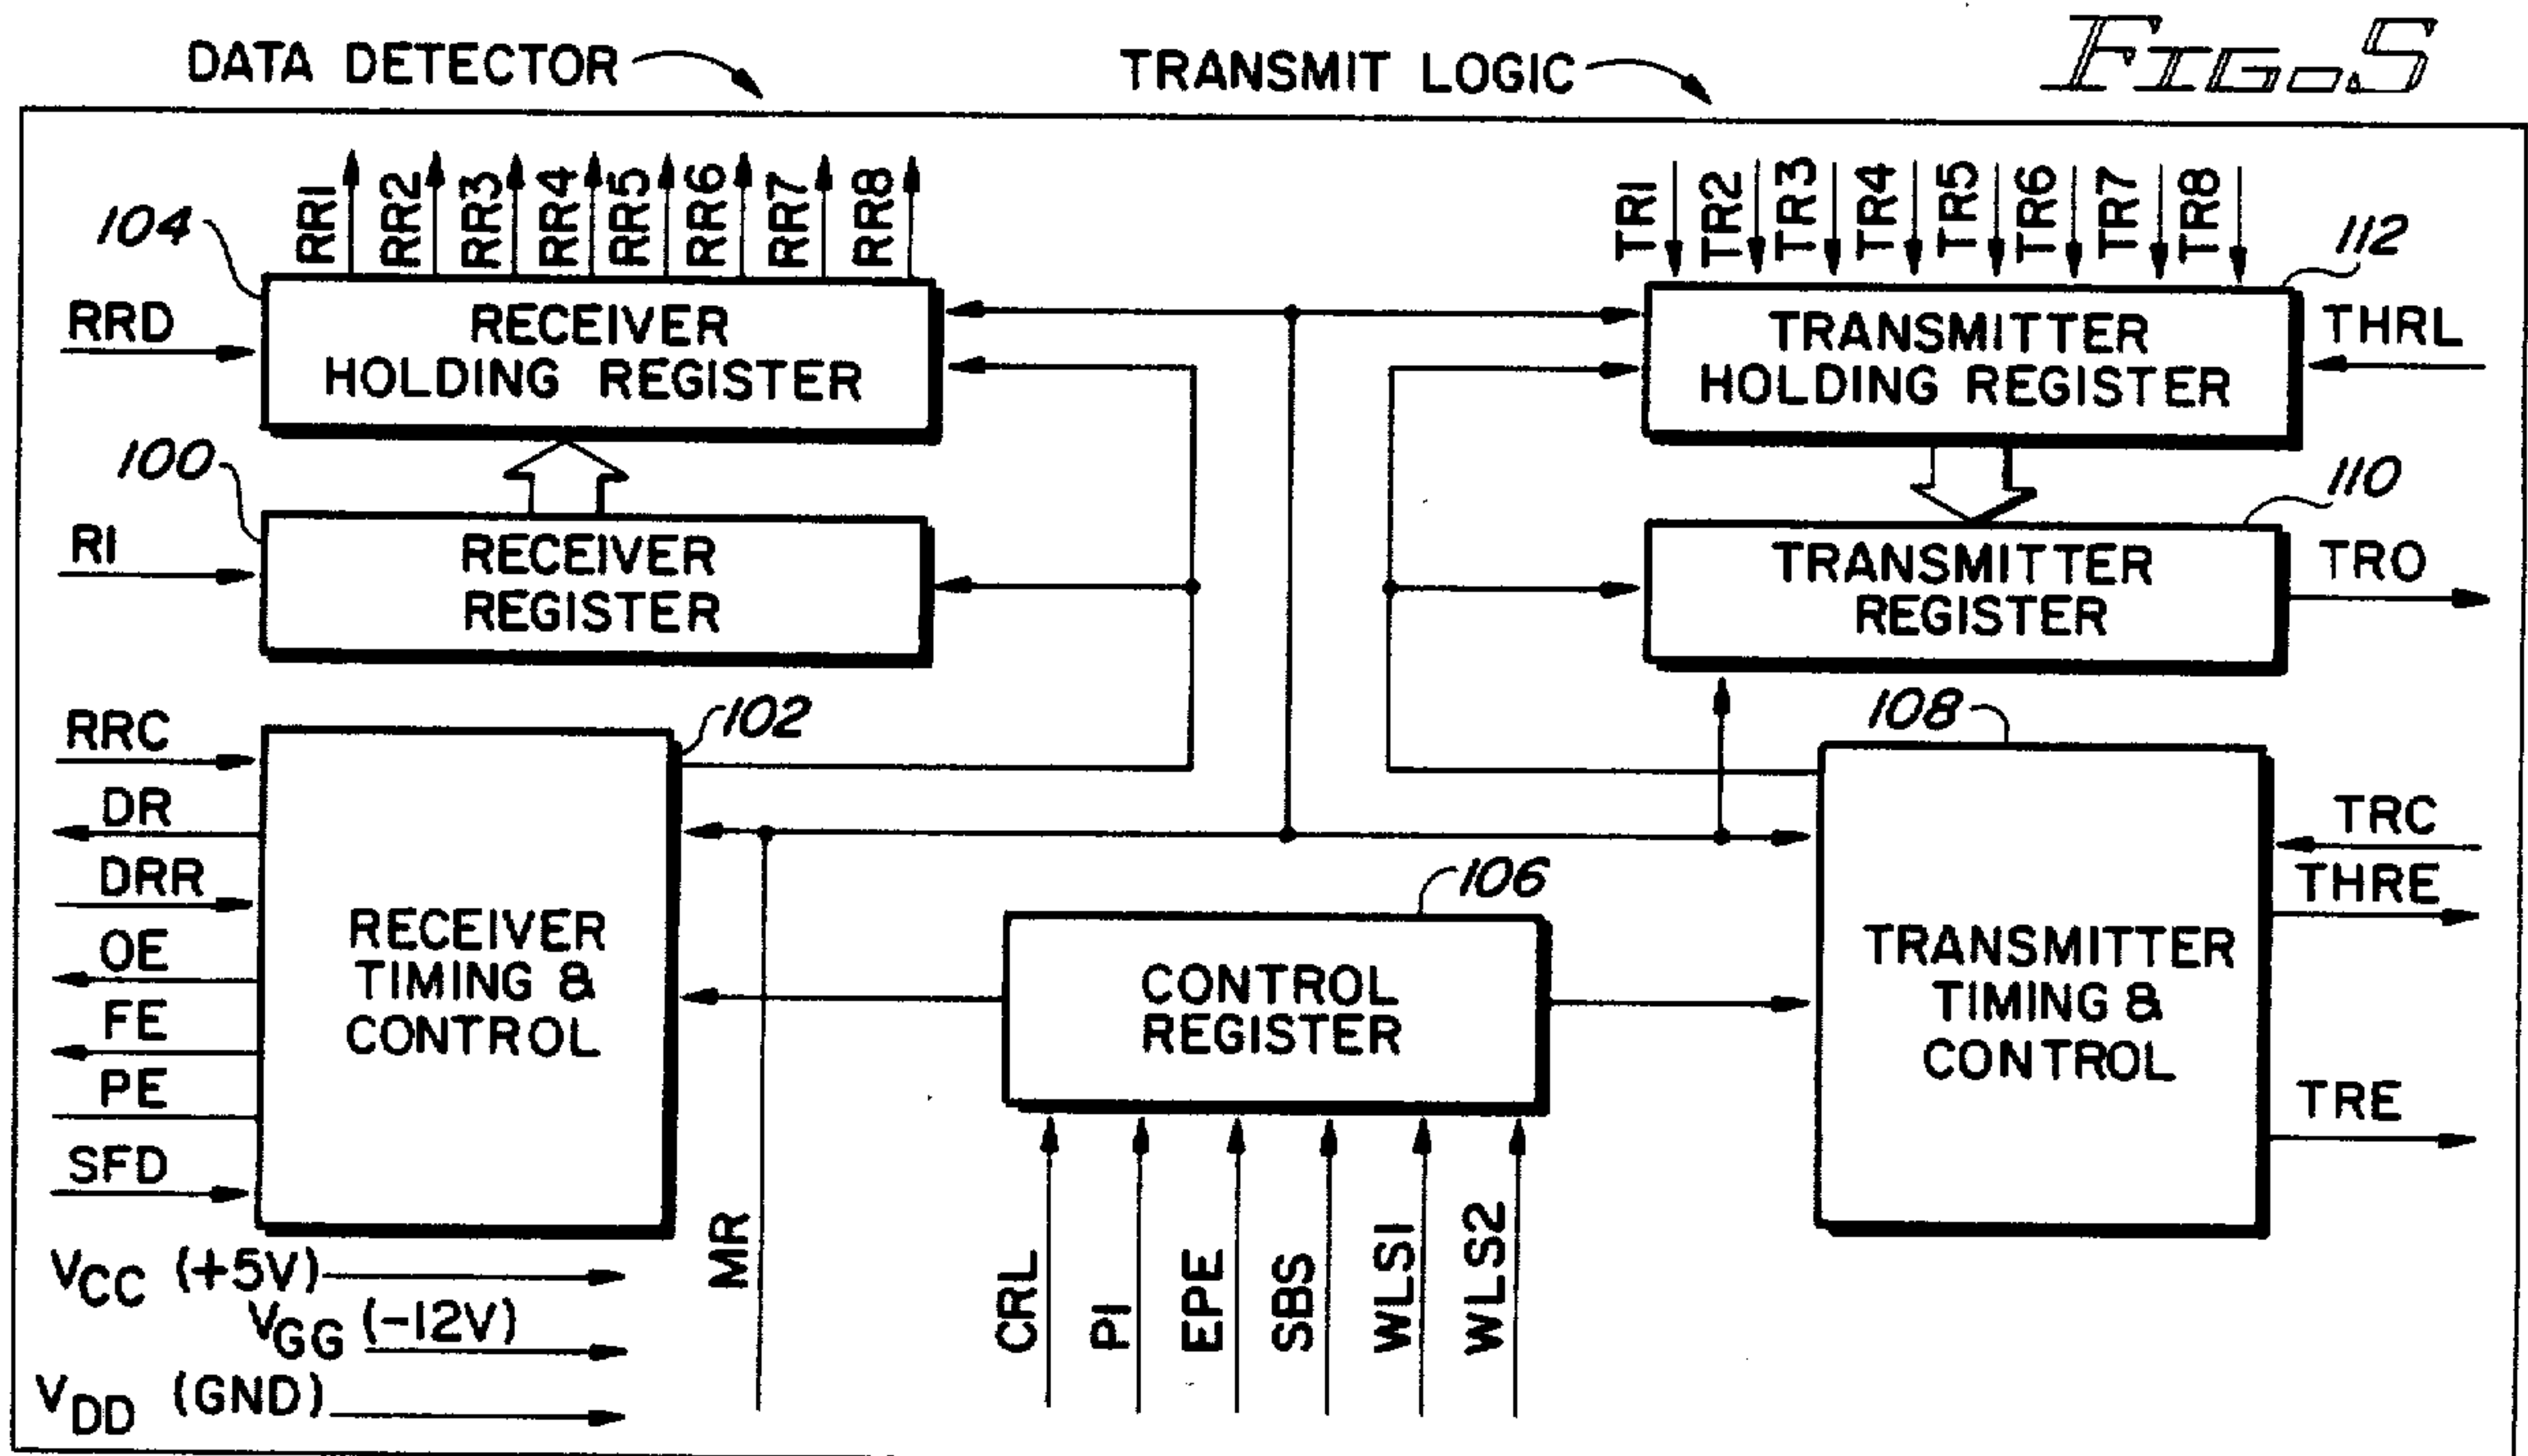 DATA DETECTOR
TRANSMIT LOGIC
FIG. 5
RR1 RR2 RR3 RR4 RR5 RR6 RR7 RR8
TR1 TR2 TR3 TR4 TR5 TR6 TR7 TR8
104
112
RRD
RECEIVER
HOLDING REGISTER
TRANSMITTER
HOLDING REGISTER
THRL
100
110
RI
RECEIVER
REGISTER
TRANSMITTER
REGISTER
TRO
102
108
RRC
DR
DRR
OE
FE
PE
SFD
RECEIVER
TIMING &
CONTROL
106
CONTROL
REGISTER
TRANSMITTER
TIMING &
CONTROL
TRC
THRE
TRE
VCC (+5V)
VGG (-12V)
VDD (GND)
MR
CRL
PI
EPE
SBS
WLS1
WLS2